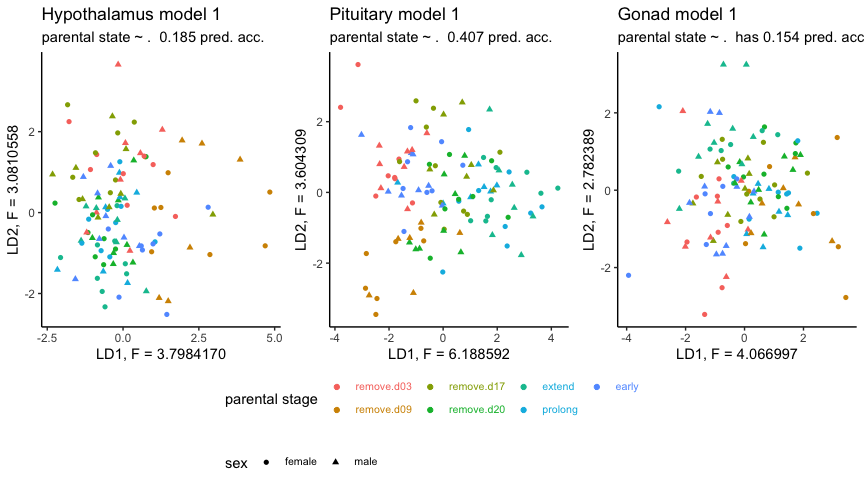 Hypothalamus model 1
parental state ~ .  0.185 pred. acc.
LD2, F = 3.0810558
2
0
-2
-2.5
0.0
2.5
5.0
LD1, F = 3.7984170
Pituitary model 1
parental state ~ .  0.407 pred. acc.
LD2, F = 3.604309
2
0
-2
-4
-2
0
2
4
LD1, F = 6.188592
Gonad model 1
parental state ~ .  has 0.154 pred. acc
LD2, F = 2.782389
2
0
-2
-4
-2
0
2
LD1, F = 4.066997
parental stage
remove.d03
remove.d17
extend
early
remove.d09
remove.d20
prolong
sex
female
male